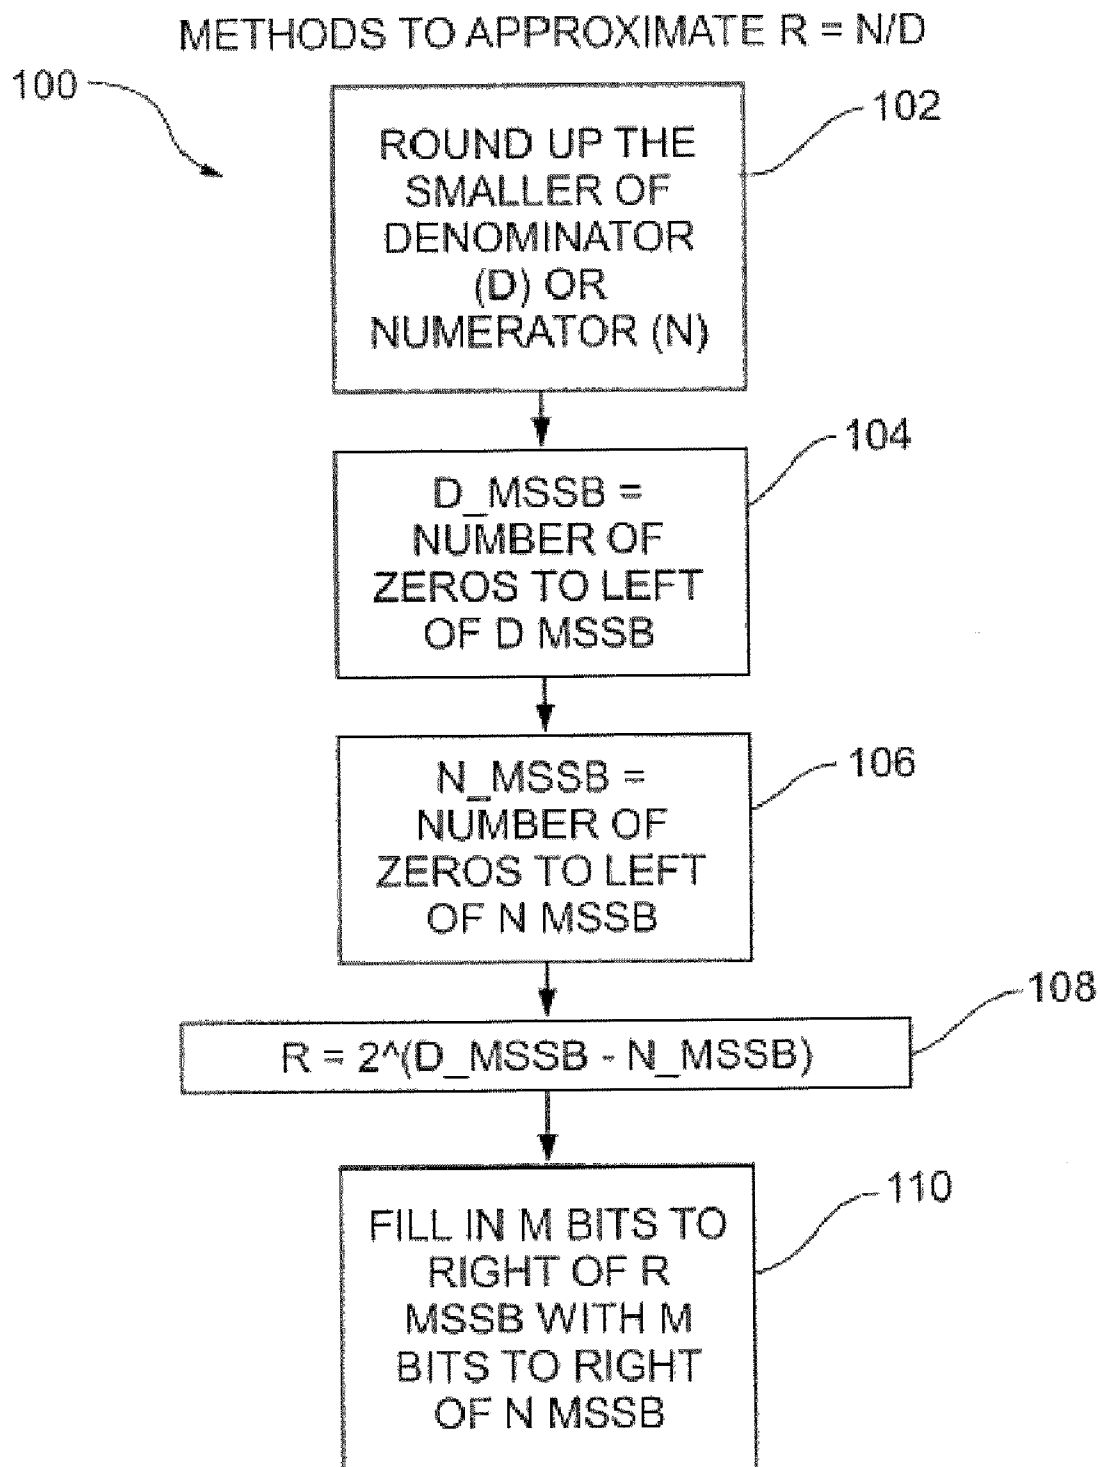 METHODS TO APPROXIMATE R = N/D
100
102
ROUND UP THE
SMALLER OF
DENOMINATOR
(D) OR
NUMERATOR (N)
104
D_MSSB =
NUMBER OF
ZEROS TO LEFT
OF D MSSB
106
N_MSSB =
NUMBER OF
ZEROS TO LEFT
OF N MSSB
108
R = 2^(D_MSSB - N_MSSB)
110
FILL IN M BITS TO
RIGHT OF R
MSSB WITH M
BITS TO RIGHT
OF N MSSB